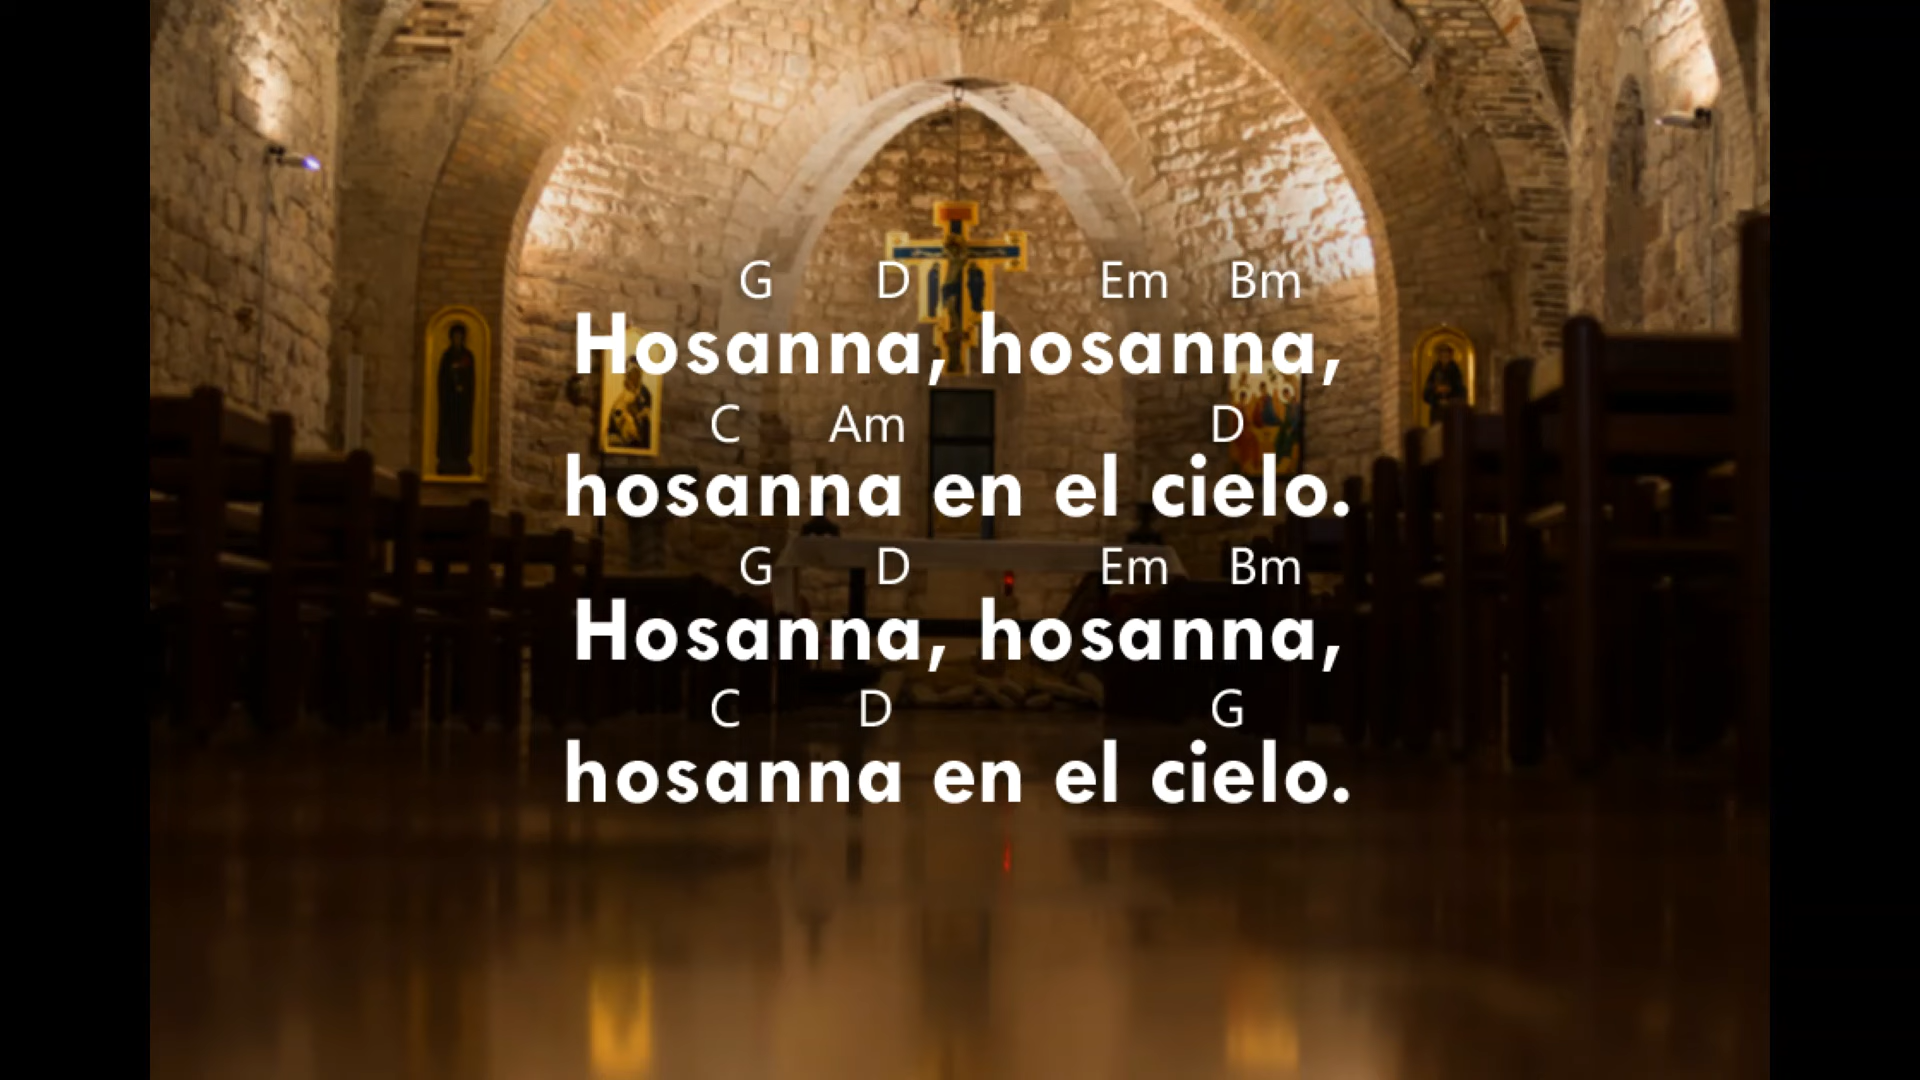 G D Em Bm
Hosanna, hosanna,
C Am D
hosanna en el cielo.
G D Em Bm
Hosanna, hosanna,
C D G
hosanna en el cielo.